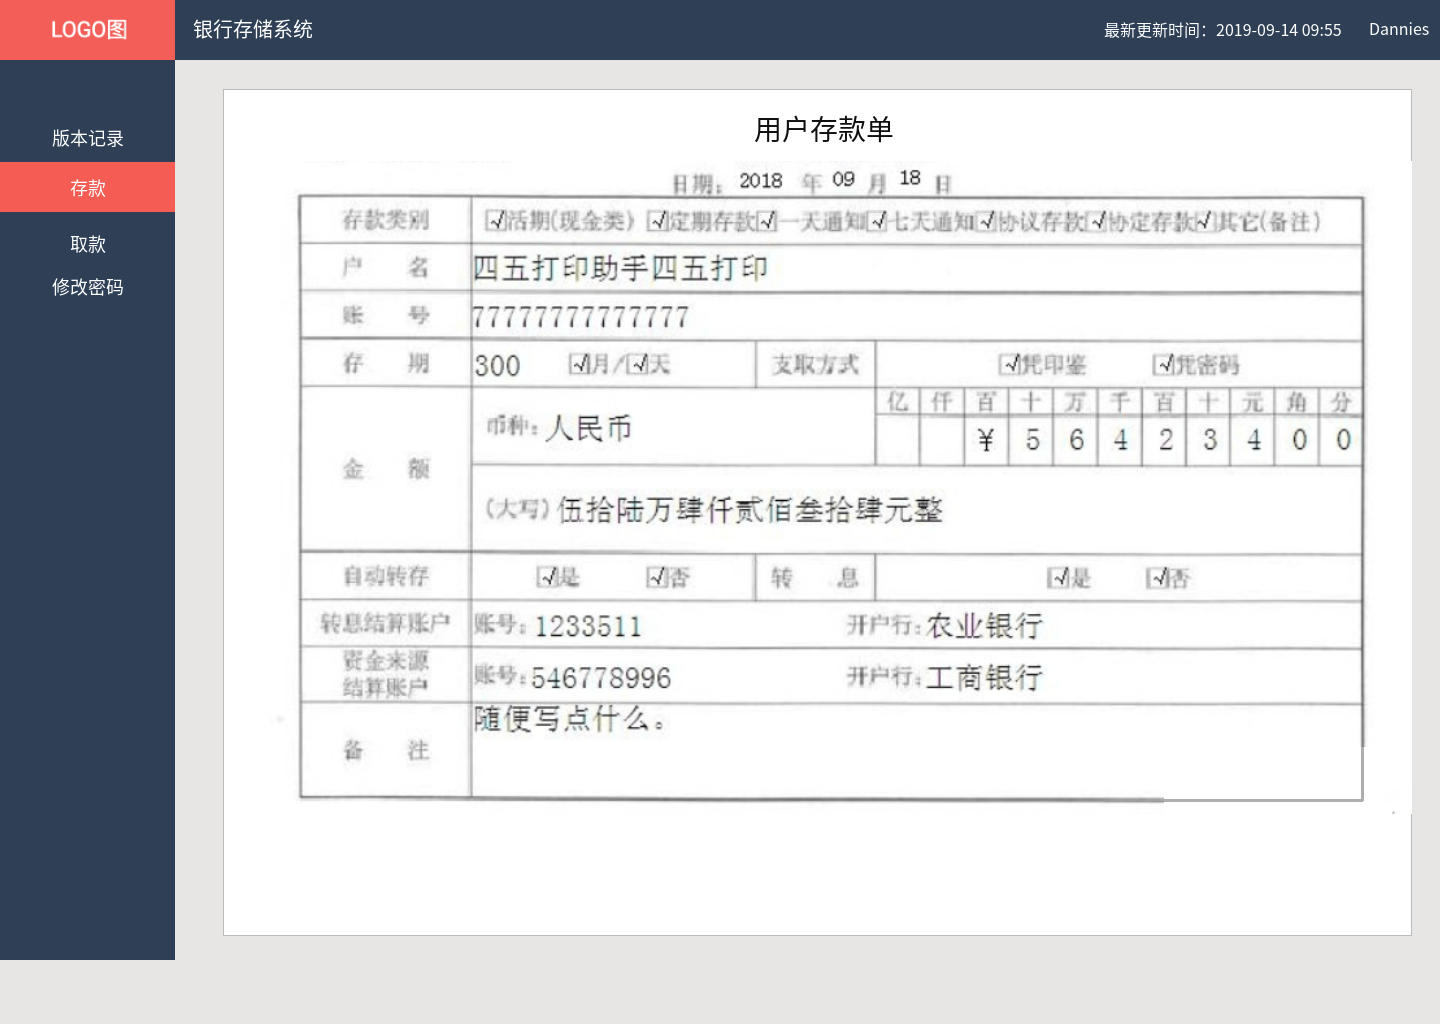 LOGO图 银行存储系统 最新更新时间：2019-09-14 09:55 Dannies
版本记录
存款
取款
修改密码
用户存款单
日期：2018 年 09 月 18 日
存款类别 ☑活期(现金类) ☑定期存款 ☑一天通知 ☑七天通知 ☑协议存款 ☑协定存款 ☑其它(备注)
户 名 四五打印助手四五打印
账 号 77777777777777
存 期 300 ☑月/☑天 支取方式 ☑凭印鉴 ☑凭密码
金 额
币种：人民币
亿 仟 百 十 万 千 百 十 元 角 分
¥ 5 6 4 2 3 4 0 0
(大写) 伍拾陆万肆仟贰佰叁拾肆元整
自动转存 ☑是 ☑否 转 息 ☑是 ☑否
转息结算账户 账号：1233511 开户行：农业银行
资金来源
结算账户 账号：546778996 开户行：工商银行
备 注 随便写点什么。